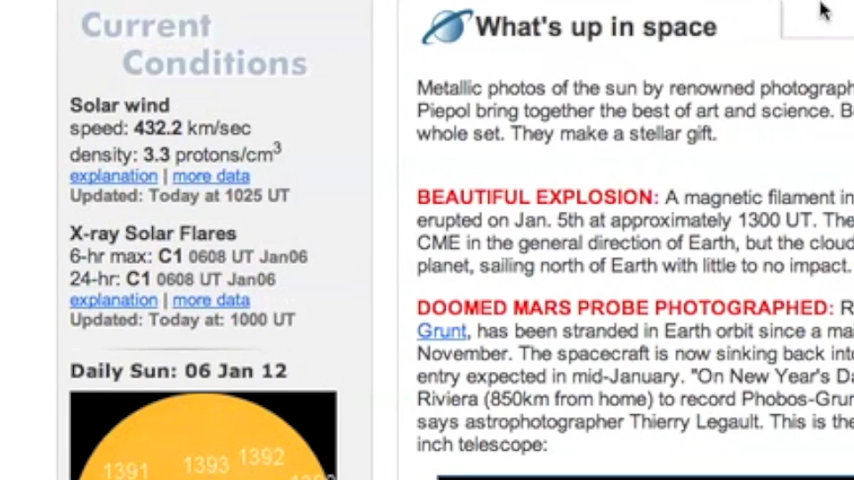 Current
Conditions
Solar wind
speed: 432.2 km/sec
density: 3.3 protons/cm3
explanation | more data
Updated: Today at 1025 UT
X-ray Solar Flares
6-hr max: C1 0608 UT Jan06
24-hr: C1 0608 UT Jan06
explanation | more data
Updated: Today at: 1000 UT
Daily Sun: 06 Jan 12
1391 1393 1392
What's up in space
Metallic photos of the sun by renowned photograph
Piepol bring together the best of art and science. B
whole set. They make a stellar gift.
BEAUTIFUL EXPLOSION: A magnetic filament in
erupted on Jan. 5th at approximately 1300 UT. The
CME in the general direction of Earth, but the cloud
planet, sailing north of Earth with little to no impact.
DOOMED MARS PROBE PHOTOGRAPHED: R
Grunt, has been stranded in Earth orbit since a ma
November. The spacecraft is now sinking back into
entry expected in mid-January. "On New Year's Da
Riviera (850km from home) to record Phobos-Grun
says astrophotographer Thierry Legault. This is the
inch telescope: